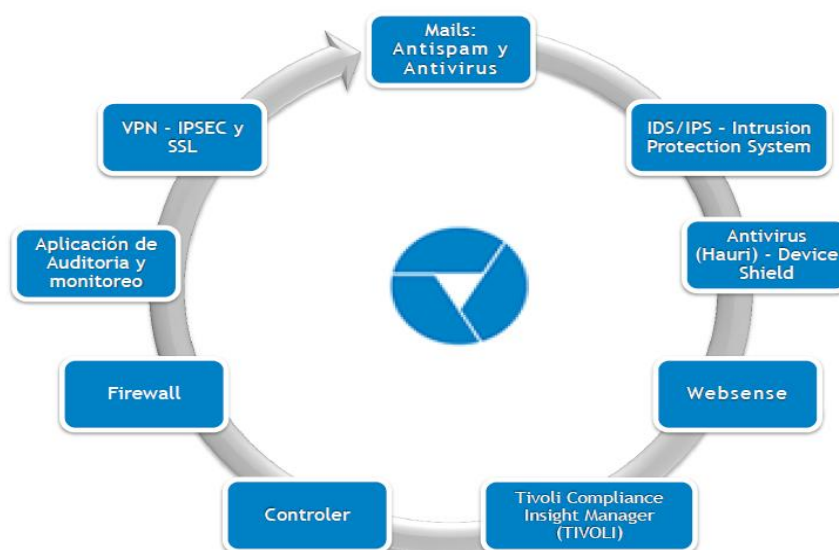 Mails:
Antispam y
Antivirus
IDS/IPS - Intrusion
Protection System
Antivirus
(Hauri) - Device
Shield
Websense
Tivoli Compliance
Insight Manager
(TIVOLI)
Controler
Firewall
Aplicación de
Auditoria y
monitoreo
VPN - IPSEC y
SSL